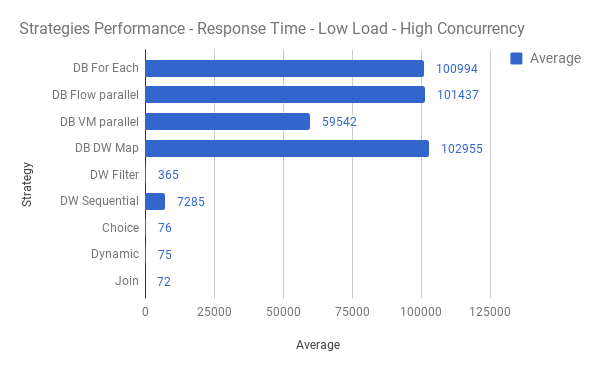 Strategies Performance - Response Time - Low Load - High Concurrency
Average
DB For Each 100994
DB Flow parallel 101437
DB VM parallel 59542
DB DW Map 102955
DW Filter 365
DW Sequential 7285
Choice 76
Dynamic 75
Join 72
Strategy
0 25000 50000 75000 100000 125000
Average